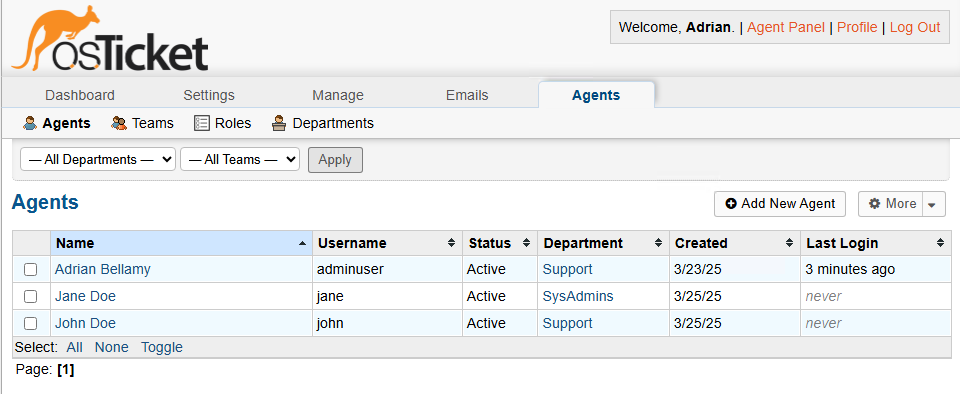 osTicket
Welcome, Adrian. | Agent Panel | Profile | Log Out
Dashboard Settings Manage Emails Agents
Agents Teams Roles Departments
— All Departments — — All Teams — Apply
Agents Add New Agent More
Name Username Status Department Created Last Login
Adrian Bellamy adminuser Active Support 3/23/25 3 minutes ago
Jane Doe jane Active SysAdmins 3/25/25 never
John Doe john Active Support 3/25/25 never
Select: All None Toggle
Page: [1]